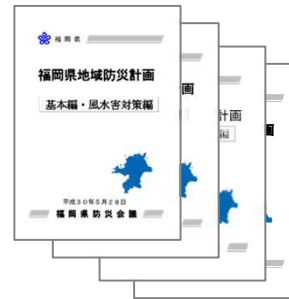 福岡県
福岡県地域防災計画
基本編・風水害対策編
平成30年5月28日
福岡県防災会議
画
計画
編
画